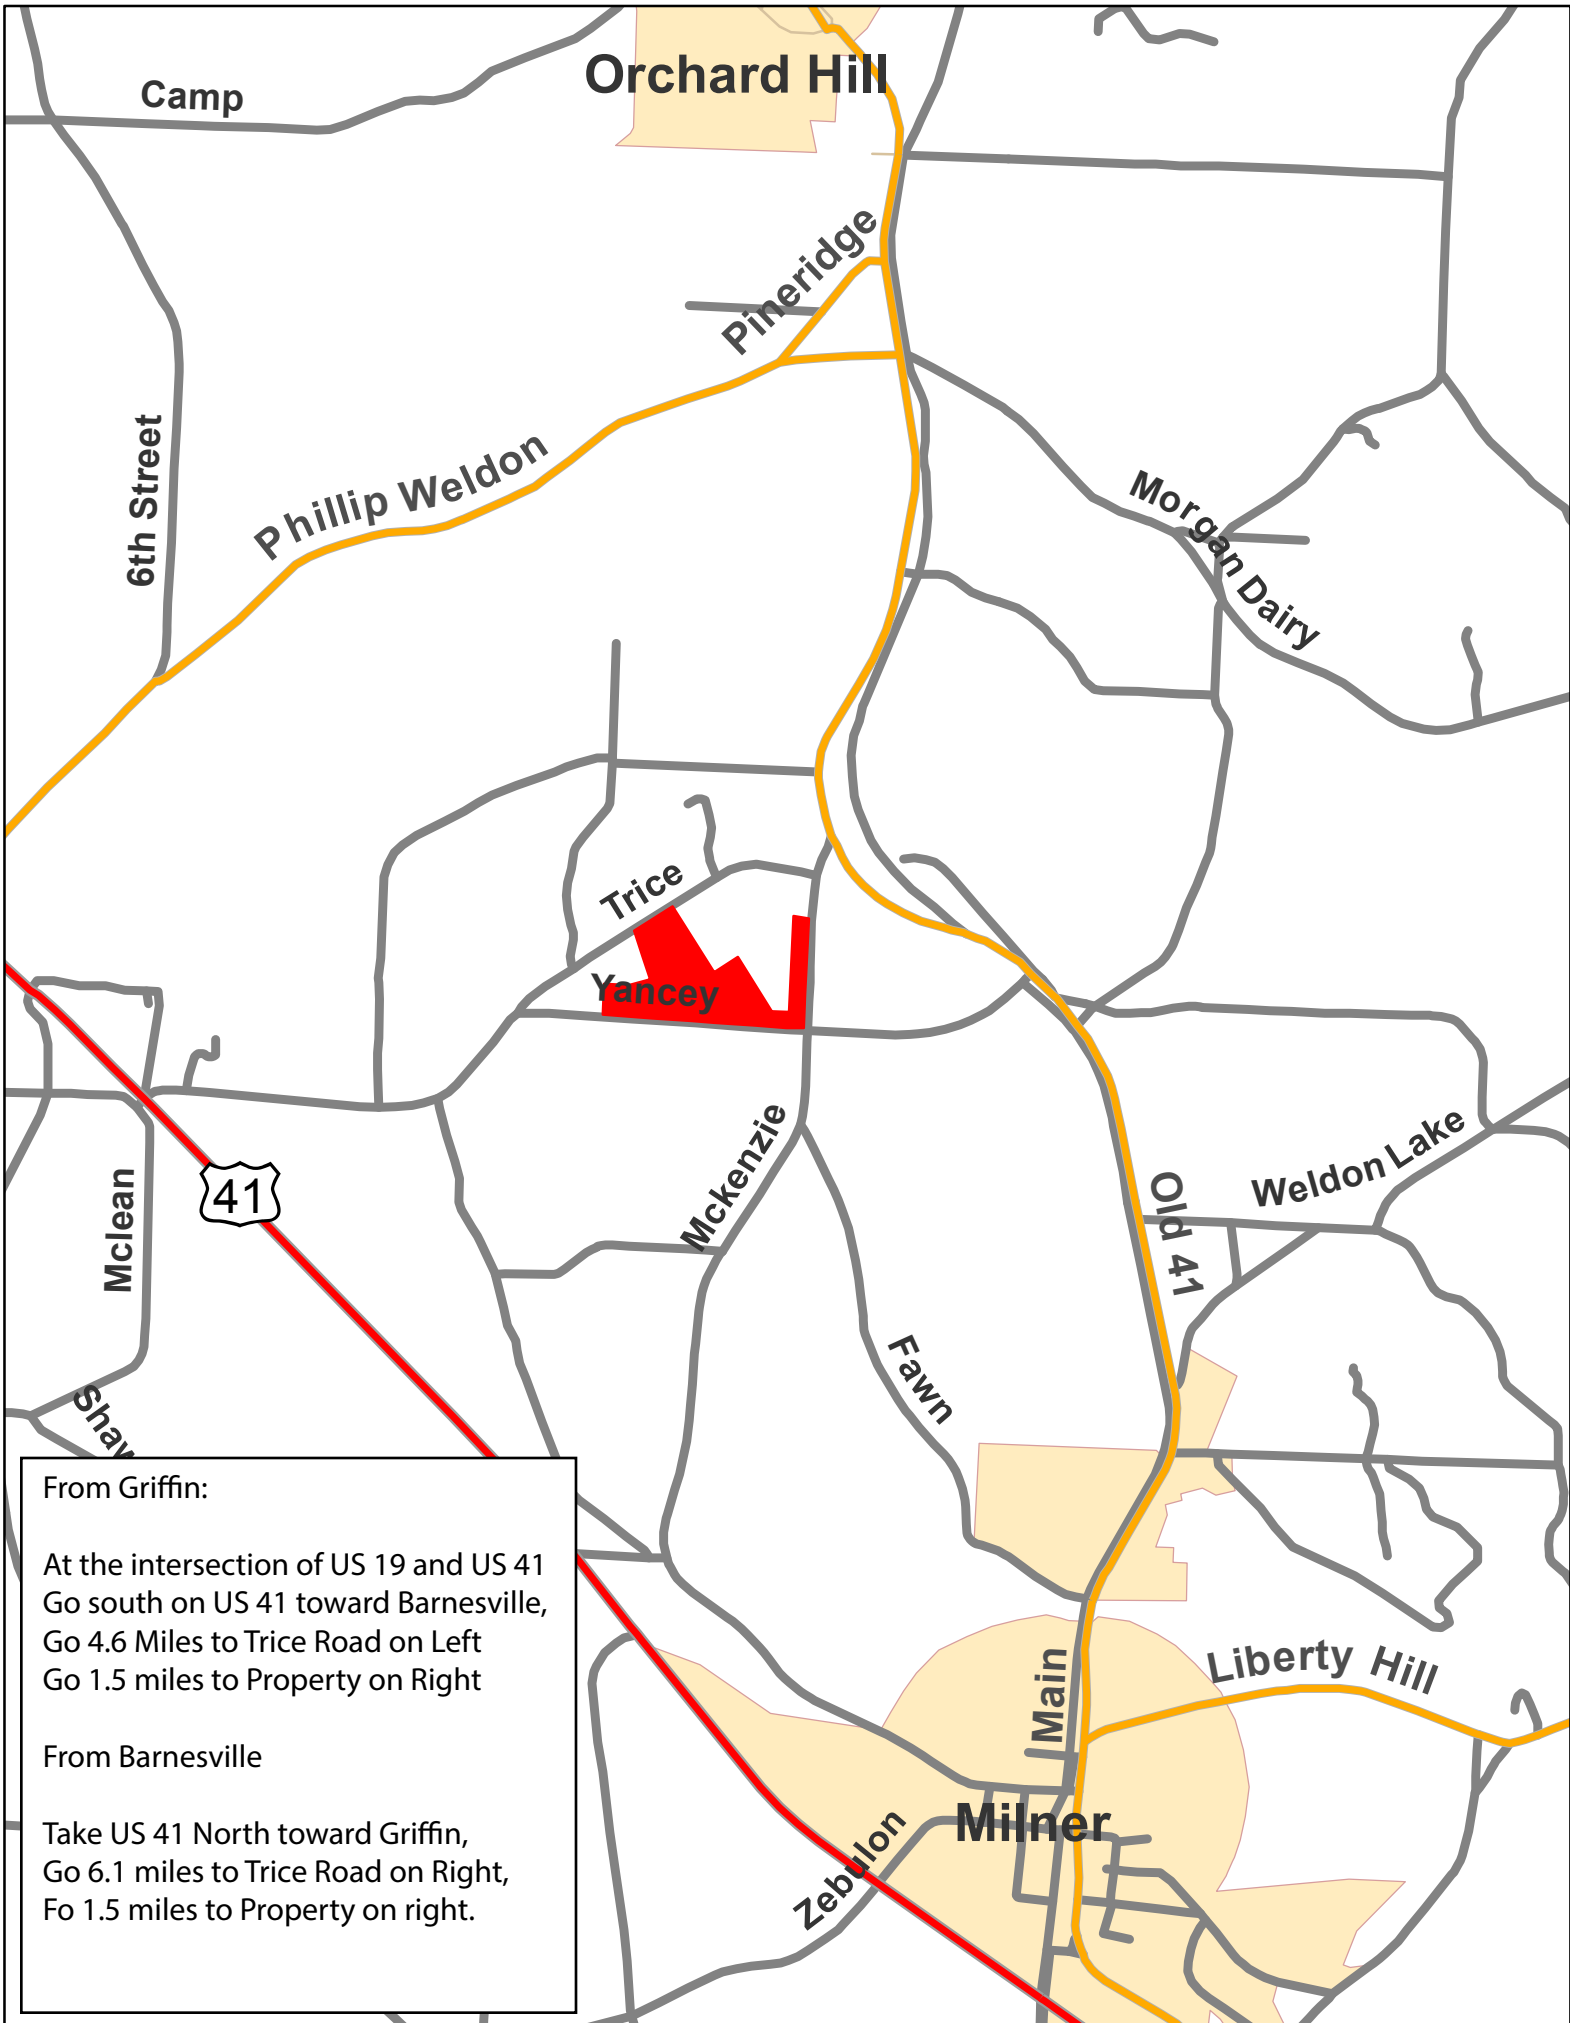 Orchard Hill
Camp
Pineridge
6th Street
Phillip Weldon
Morgan Dairy
Trice
Yancey
Mckenzie
Weldon Lake
41
Mclean
Old 41
Fawn
Shaw
From Griffin:
At the intersection of US 19 and US 41
Go south on US 41 toward Barnesville,
Go 4.6 Miles to Trice Road on Left
Go 1.5 miles to Property on Right
From Barnesville
Take US 41 North toward Griffin,
Go 6.1 miles to Trice Road on Right,
Fo 1.5 miles to Property on right.
Main
Liberty Hill
Milner
Zebulon